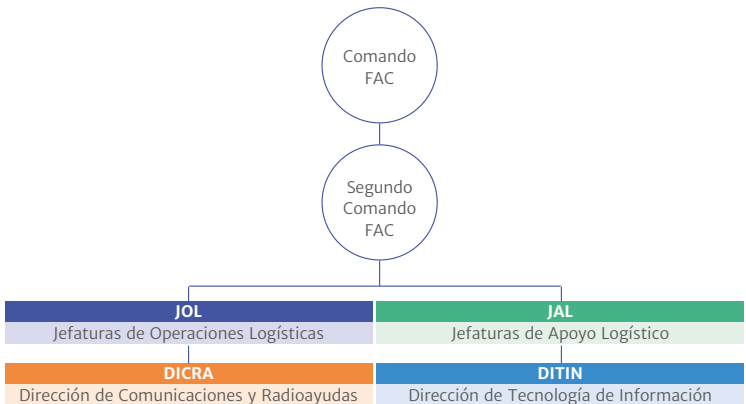 Comando
FAC
Segundo
Comando
FAC
JOL
Jefaturas de Operaciones Logísticas
JAL
Jefaturas de Apoyo Logístico
DICRA
Dirección de Comunicaciones y Radioayudas
DITIN
Dirección de Tecnología de Información